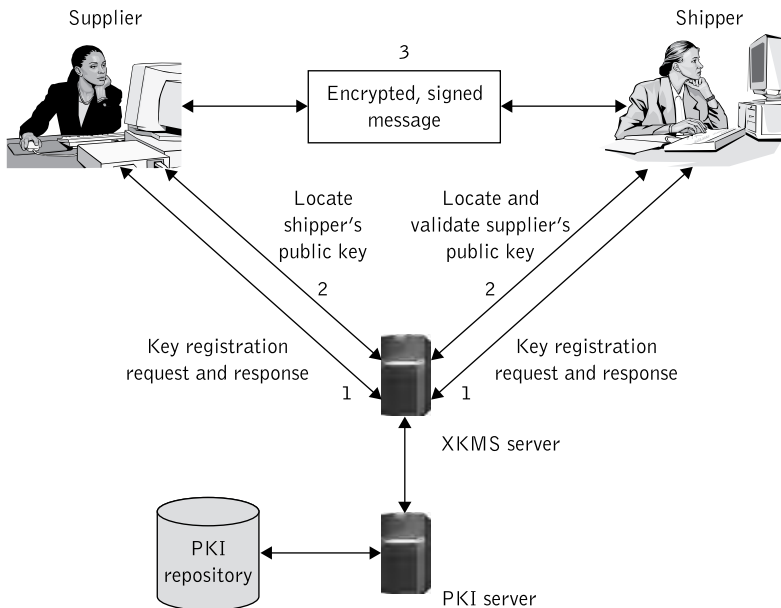 Supplier
Shipper
3
Encrypted, signed
message
Locate
shipper's
public key
2
Locate and
validate supplier's
public key
2
Key registration
request and response
1
Key registration
request and response
1
XKMS server
PKI
repository
PKI server